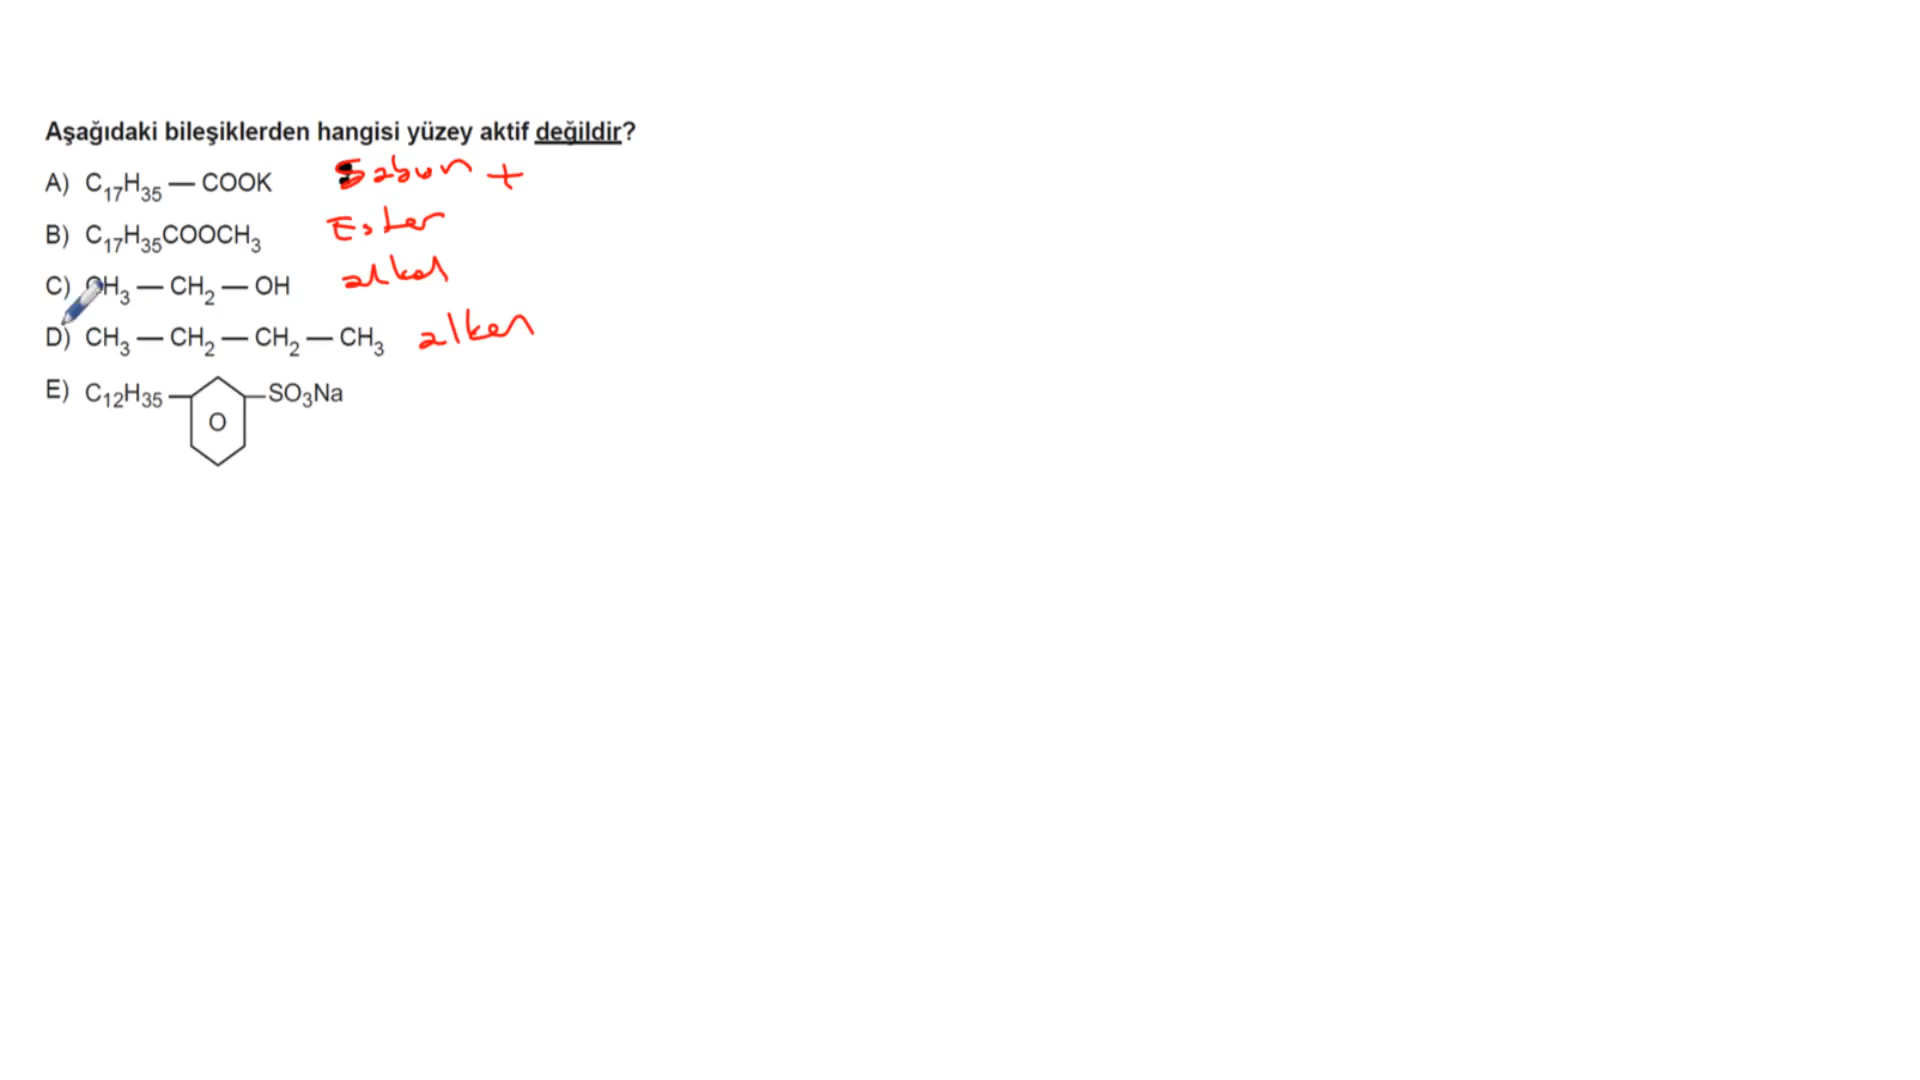 Aşağıdaki bileşiklerden hangisi yüzey aktif değildir?
A) C₁₇H₃₅ — COOK Sabun +
B) C₁₇H₃₅COOCH₃ Ester
C) CH₃ — CH₂ — OH alkol
D) CH₃ — CH₂ — CH₂ — CH₃ alken
E) C₁₂H₃₅ — O — SO₃Na